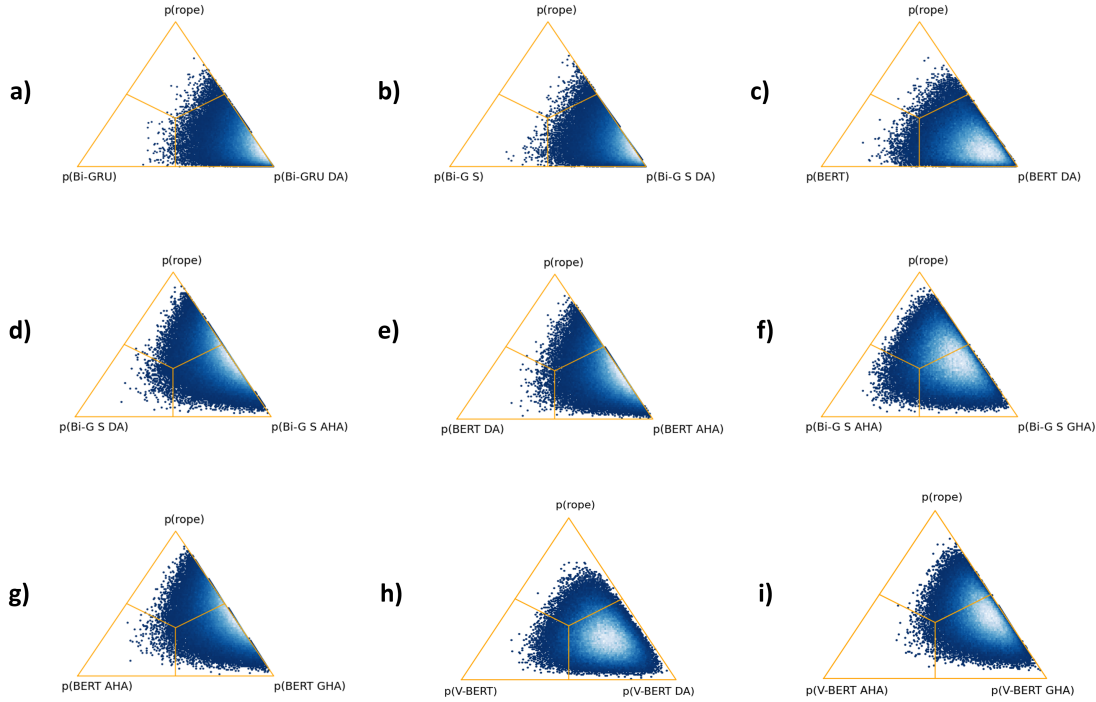 p(rope)
a)
p(Bi-GRU)
p(Bi-GRU DA)
p(rope)
b)
p(Bi-G S)
p(Bi-G S DA)
p(rope)
c)
p(BERT)
p(BERT DA)
p(rope)
d)
p(Bi-G S DA)
p(Bi-G S AHA)
p(rope)
e)
p(BERT DA)
p(BERT AHA)
p(rope)
f)
p(Bi-G S AHA)
p(Bi-G S GHA)
p(rope)
g)
p(BERT AHA)
p(BERT GHA)
p(rope)
h)
p(V-BERT)
p(V-BERT DA)
p(rope)
i)
p(V-BERT AHA)
p(V-BERT GHA)